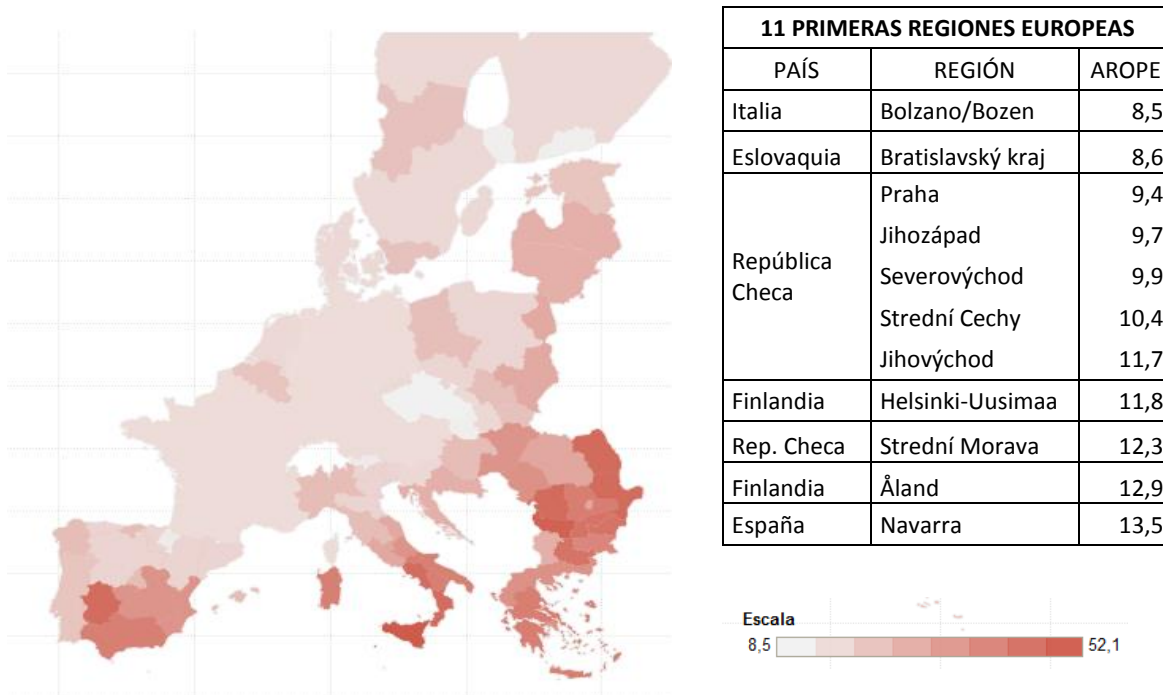 11 PRIMERAS REGIONES EUROPEAS
PAÍS REGIÓN AROPE
Italia Bolzano/Bozen 8,5
Eslovaquia Bratislavský kraj 8,6
República Checa
Praha 9,4
Jihozápad 9,7
Severovýchod 9,9
Strední Cechy 10,4
Jihovýchod 11,7
Finlandia Helsinki-Uusimaa 11,8
Rep. Checa Strední Morava 12,3
Finlandia Åland 12,9
España Navarra 13,5
Escala
8,5 52,1